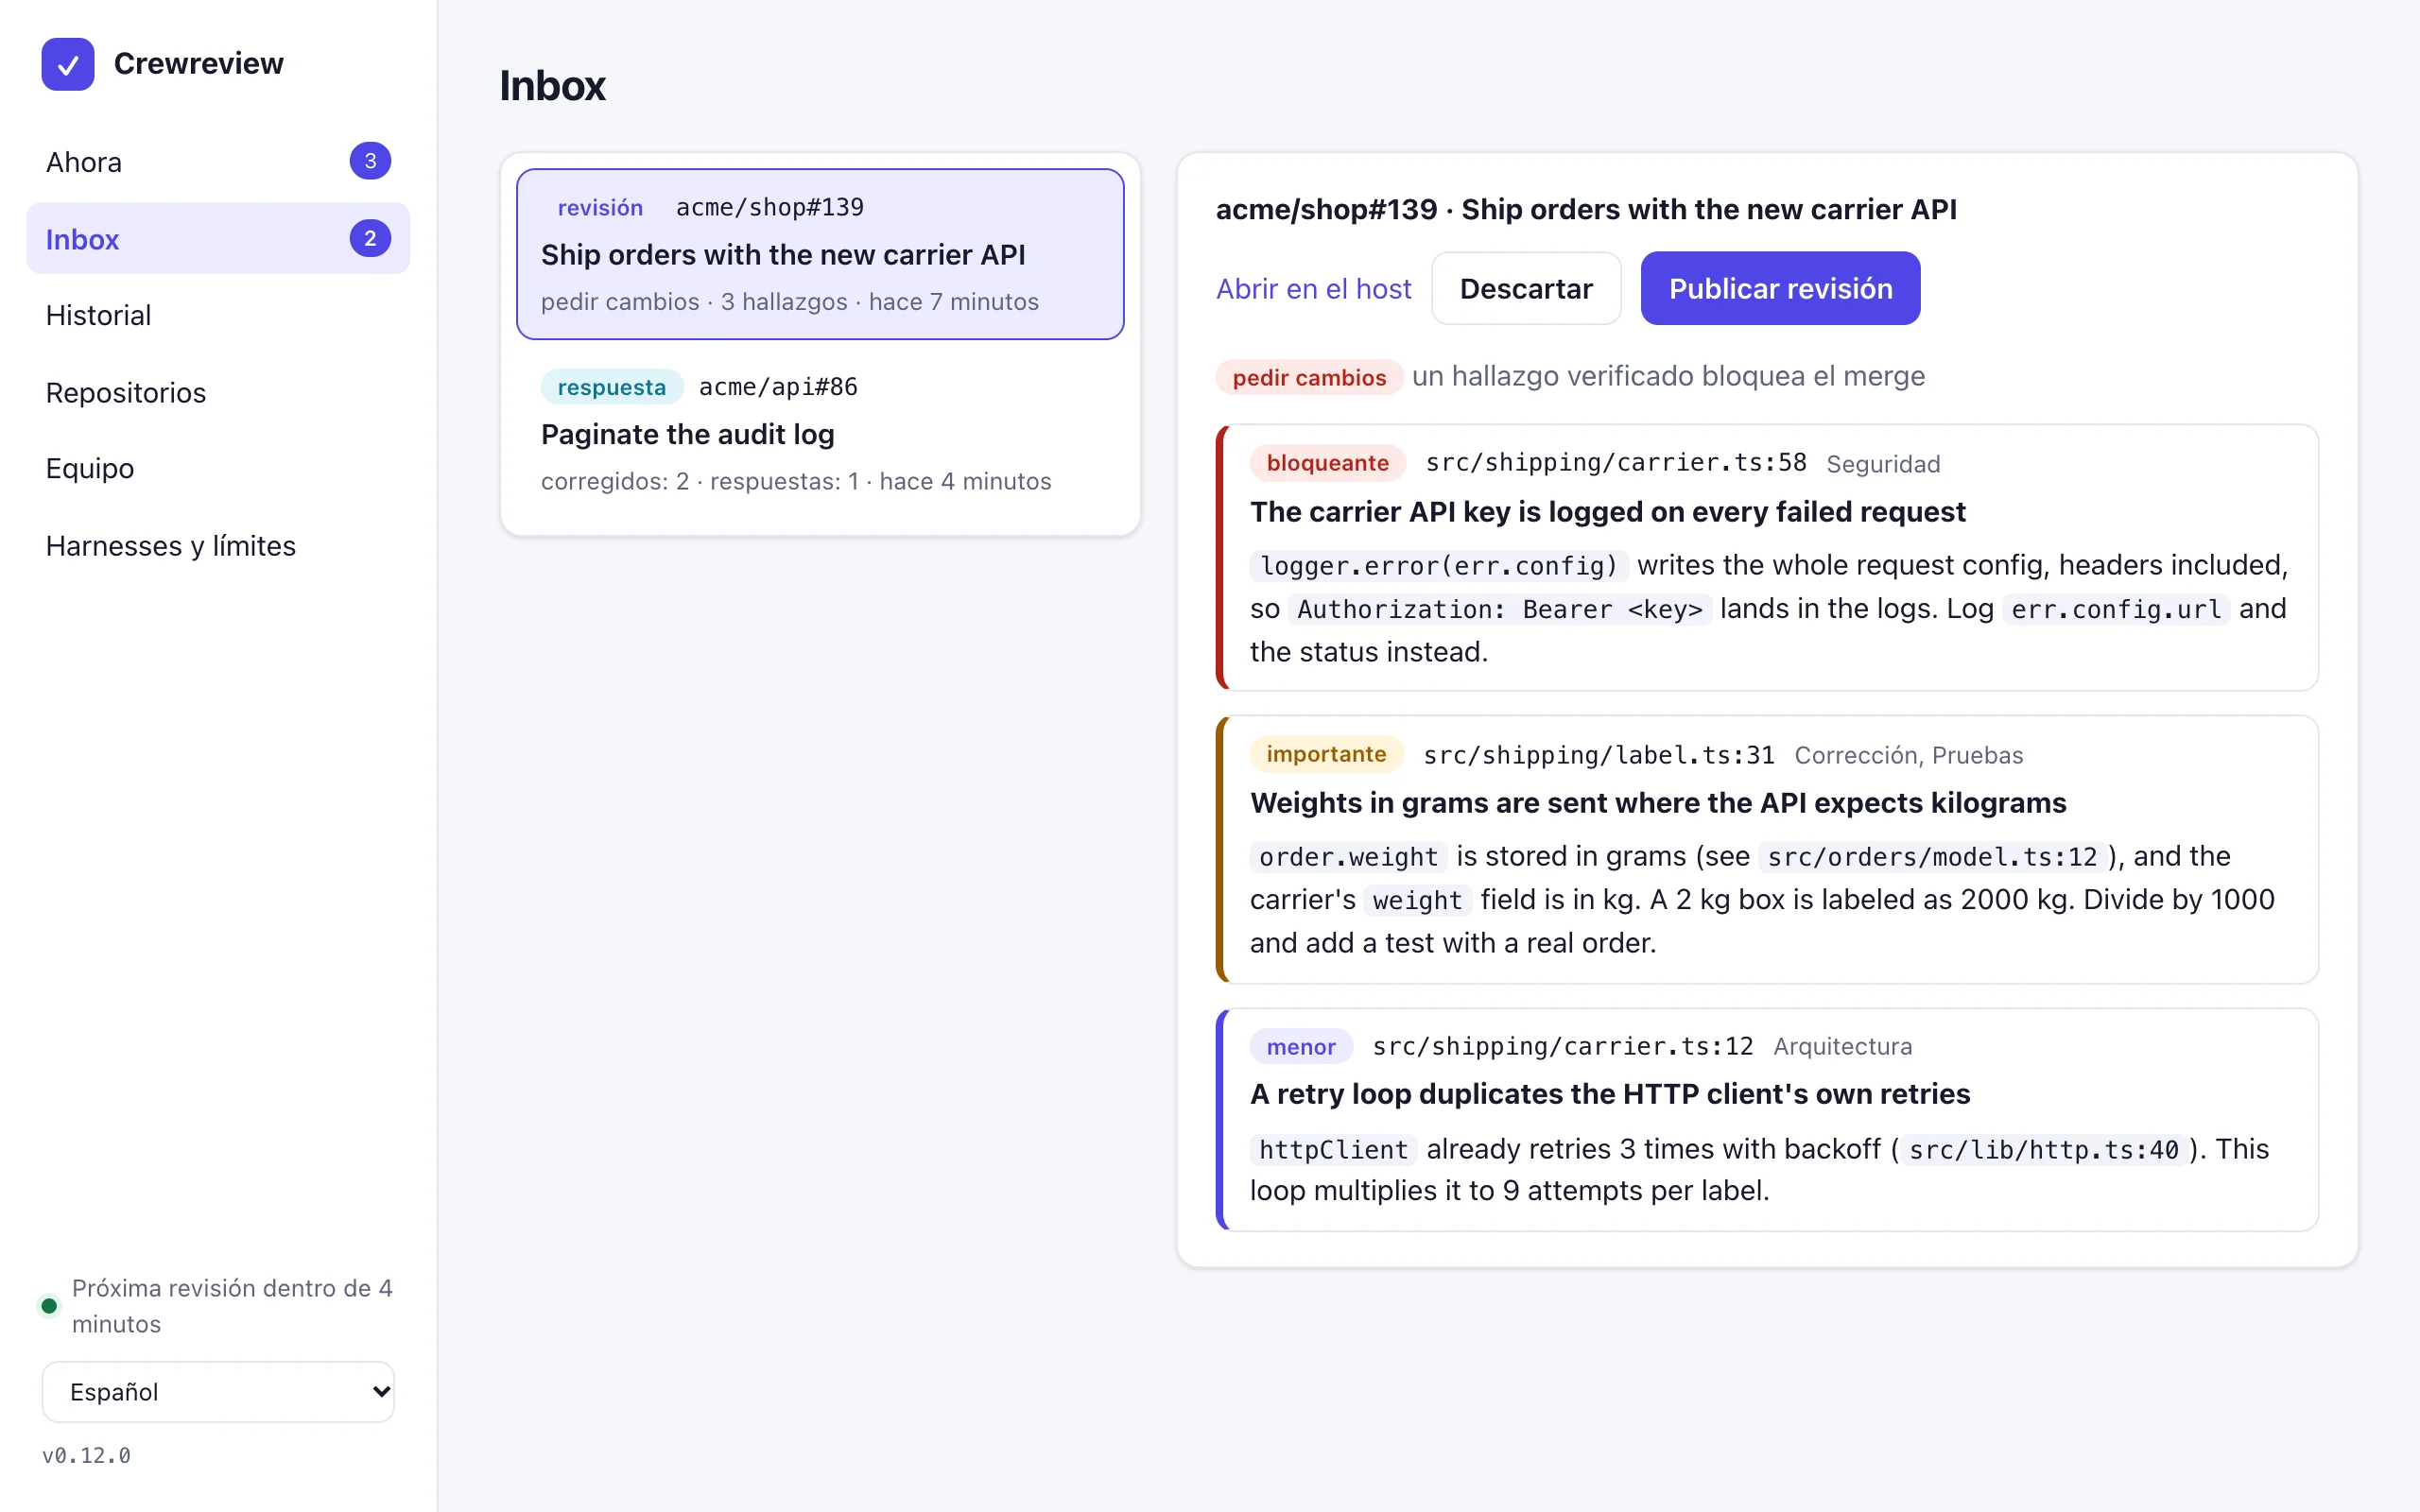 Crewreview
Ahora 3
Inbox 2
Historial
Repositorios
Equipo
Harnesses y límites
Próxima revisión dentro de 4
minutos
Español
v0.12.0
Inbox
revisión acme/shop#139
Ship orders with the new carrier API
pedir cambios · 3 hallazgos · hace 7 minutos
respuesta acme/api#86
Paginate the audit log
corregidos: 2 · respuestas: 1 · hace 4 minutos
acme/shop#139 · Ship orders with the new carrier API
Abrir en el host Descartar Publicar revisión
pedir cambios un hallazgo verificado bloquea el merge
bloqueante src/shipping/carrier.ts:58 Seguridad
The carrier API key is logged on every failed request
logger.error(err.config) writes the whole request config, headers included,
so Authorization: Bearer <key> lands in the logs. Log err.config.url and
the status instead.
importante src/shipping/label.ts:31 Corrección, Pruebas
Weights in grams are sent where the API expects kilograms
order.weight is stored in grams (see src/orders/model.ts:12), and the
carrier's weight field is in kg. A 2 kg box is labeled as 2000 kg. Divide by 1000
and add a test with a real order.
menor src/shipping/carrier.ts:12 Arquitectura
A retry loop duplicates the HTTP client's own retries
httpClient already retries 3 times with backoff (src/lib/http.ts:40). This
loop multiplies it to 9 attempts per label.